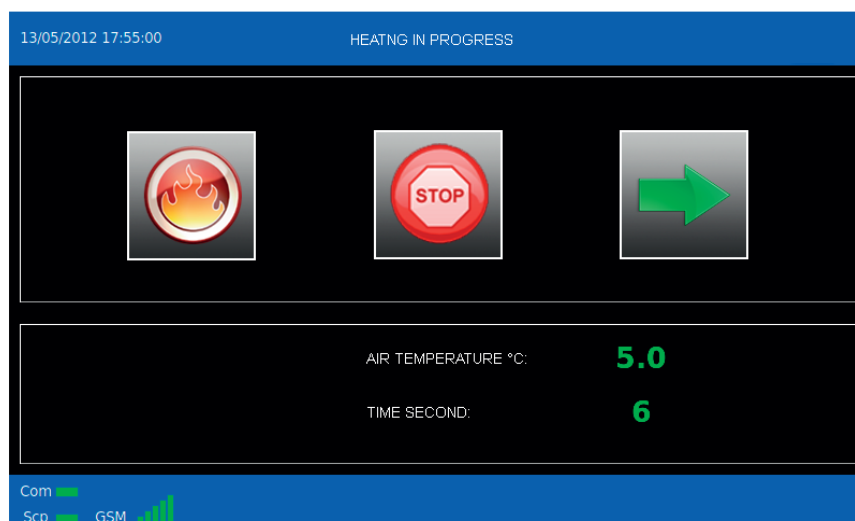 13/05/2012 17:55:00 HEATNG IN PROGRESS
STOP
AIR TEMPERATURE °C: 5.0
TIME SECOND: 6
Com
Scp GSM